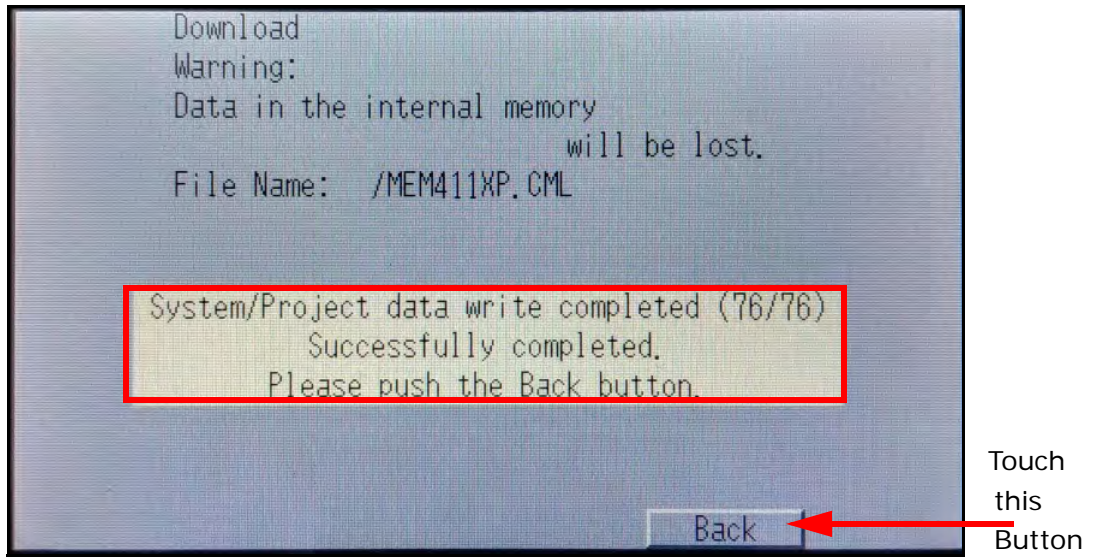 Download
Warning:
Data in the internal memory
will be lost.
File Name: /MEM411XP.CML
System/Project data write completed (76/76)
Successfully completed.
Please push the Back button.
Back
Touch
this
Button